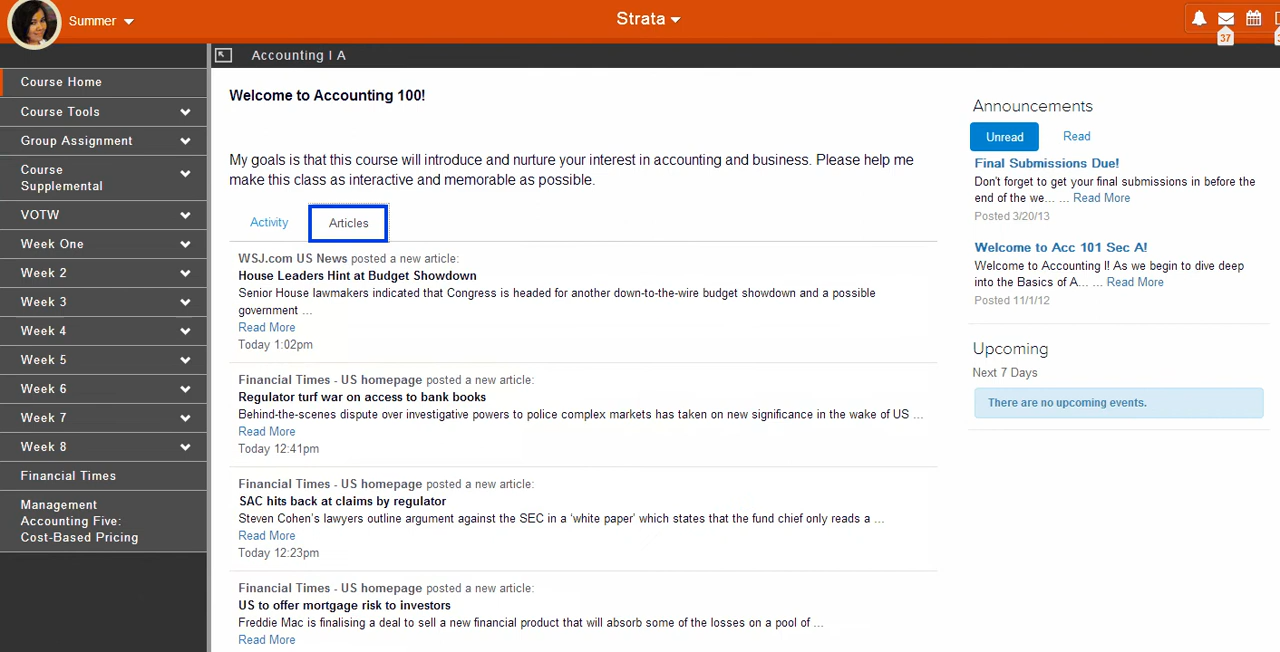 Summer
Strata
37
Accounting I A
Course Home
Course Tools
Group Assignment
Course
Supplemental
VOTW
Week One
Week 2
Week 3
Week 4
Week 5
Week 6
Week 7
Week 8
Financial Times
Management
Accounting Five:
Cost-Based Pricing
Welcome to Accounting 100!
My goals is that this course will introduce and nurture your interest in accounting and business. Please help me
make this class as interactive and memorable as possible.
Activity
Articles
WSJ.com US News posted a new article:
House Leaders Hint at Budget Showdown
Senior House lawmakers indicated that Congress is headed for another down-to-the-wire budget showdown and a possible
government ...
Read More
Today 1:02pm
Financial Times - US homepage posted a new article:
Regulator turf war on access to bank books
Behind-the-scenes dispute over investigative powers to police complex markets has taken on new significance in the wake of US ...
Read More
Today 12:41pm
Financial Times - US homepage posted a new article:
SAC hits back at claims by regulator
Steven Cohen's lawyers outline argument against the SEC in a 'white paper' which states that the fund chief only reads a ...
Read More
Today 12:23pm
Financial Times - US homepage posted a new article:
US to offer mortgage risk to investors
Freddie Mac is finalising a deal to sell a new financial product that will absorb some of the losses on a pool of ...
Read More
Announcements
Unread
Read
Final Submissions Due!
Don't forget to get your final submissions in before the
end of the we... ... Read More
Posted 3/20/13
Welcome to Acc 101 Sec A!
Welcome to Accounting I! As we begin to dive deep
into the Basics of A... ... Read More
Posted 11/1/12
Upcoming
Next 7 Days
There are no upcoming events.